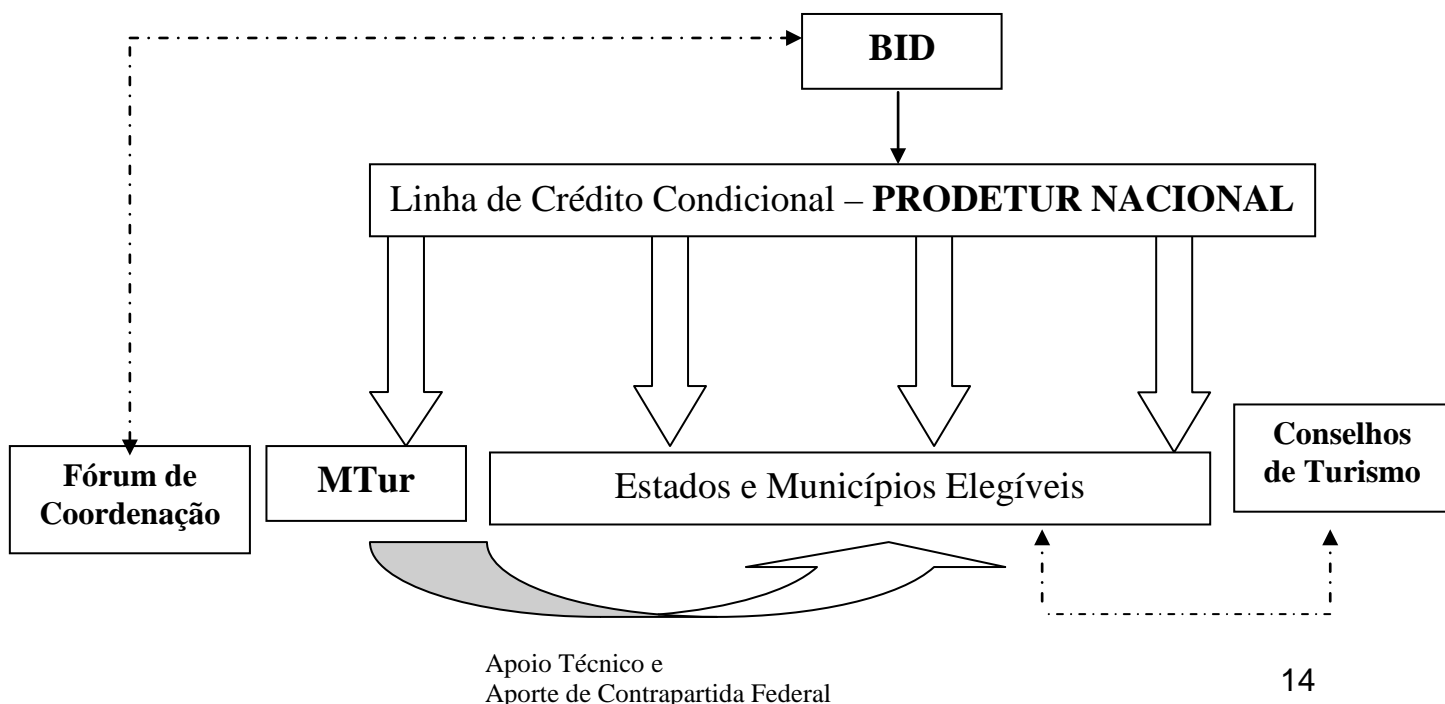 BID
Linha de Crédito Condicional – PRODETUR NACIONAL
Fórum de
Coordenação
MTur
Estados e Municípios Elegíveis
Conselhos
de Turismo
Apoio Técnico e
Aporte de Contrapartida Federal
14